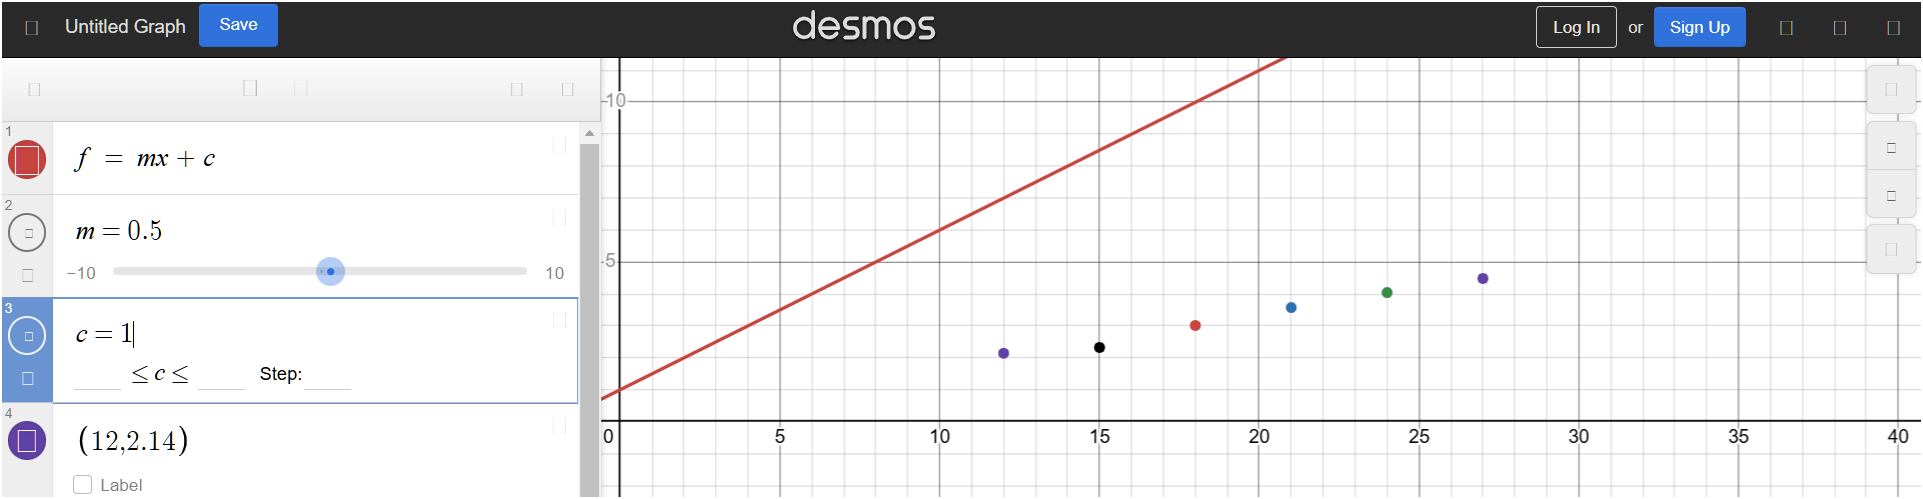 Untitled Graph Save desmos Log In or Sign Up
1
f = mx + c
2
m = 0.5
−10 10
3
c = 1
≤ c ≤ Step:
4
(12,2.14)
Label
10
5
0 5 10 15 20 25 30 35 40